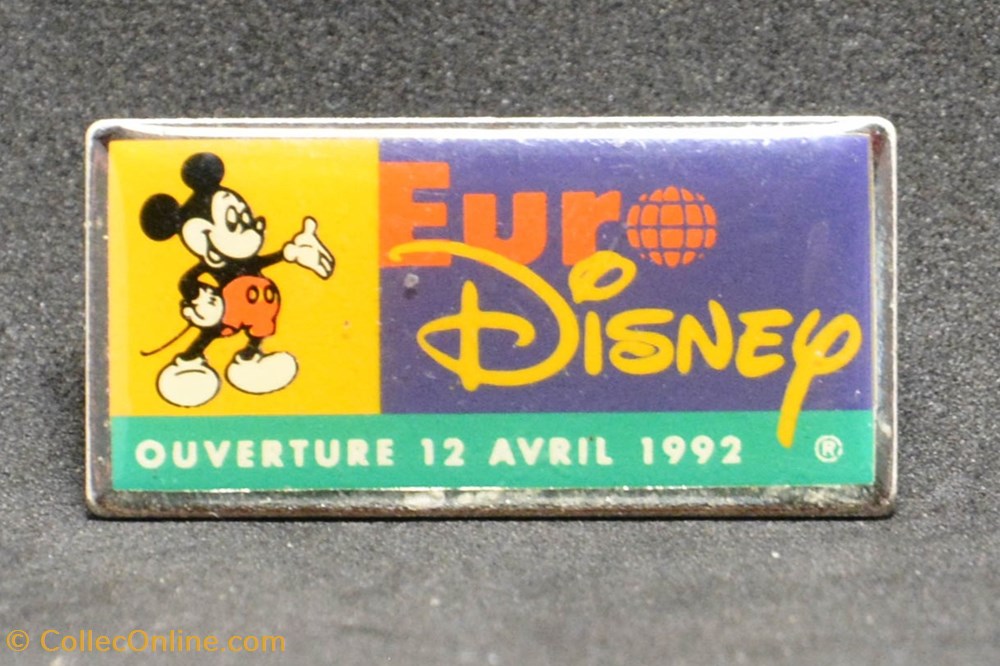 Euro
Disney
OUVERTURE 12 AVRIL 1992 ®
© CollecOnline.com